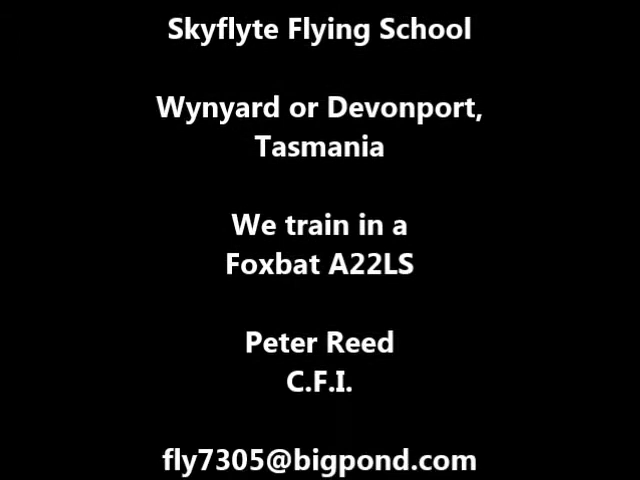 Skyflyte Flying School
Wynyard or Devonport,
Tasmania
We train in a
Foxbat A22LS
Peter Reed
C.F.I.
fly7305@bigpond.com